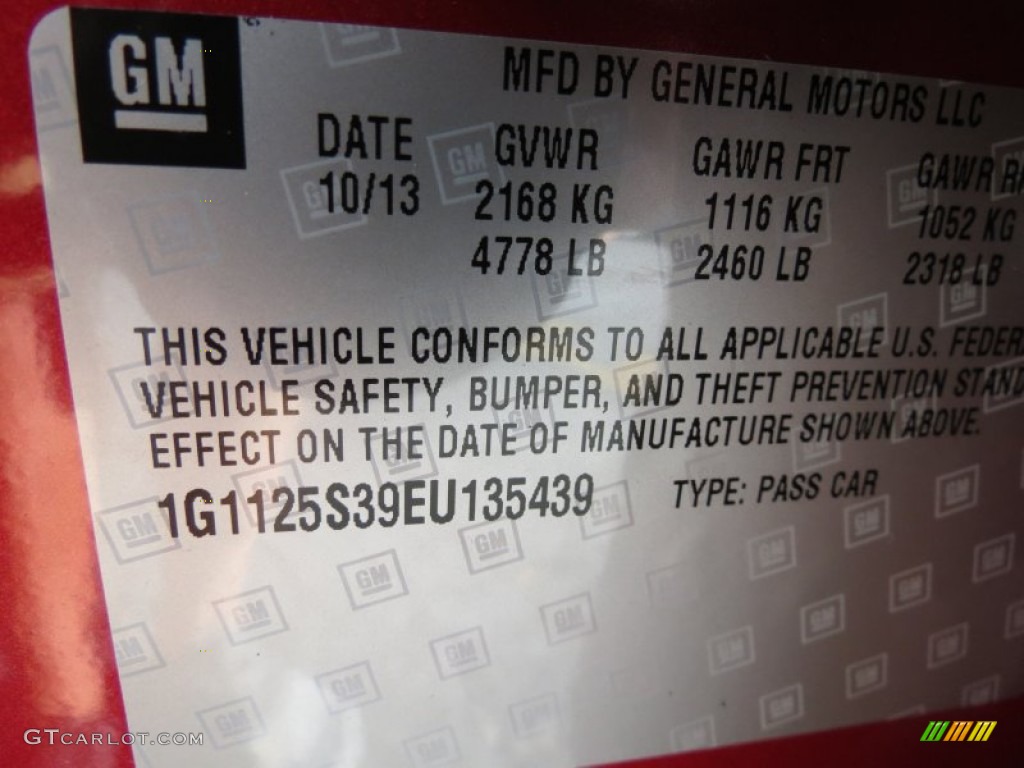 GM
MFD BY GENERAL MOTORS LLC
DATE GVWR GAWR FRT GAWR
10/13 2168 KG 1116 KG 1052 KG
4778 LB 2460 LB 2318 LB
THIS VEHICLE CONFORMS TO ALL APPLICABLE U.S.
VEHICLE SAFETY, BUMPER, AND THEFT PREVENTION
EFFECT ON THE DATE OF MANUFACTURE SHOWN ABOVE.
1G1125S39EU135439 TYPE: PASS CAR
GTCARLOT.COM